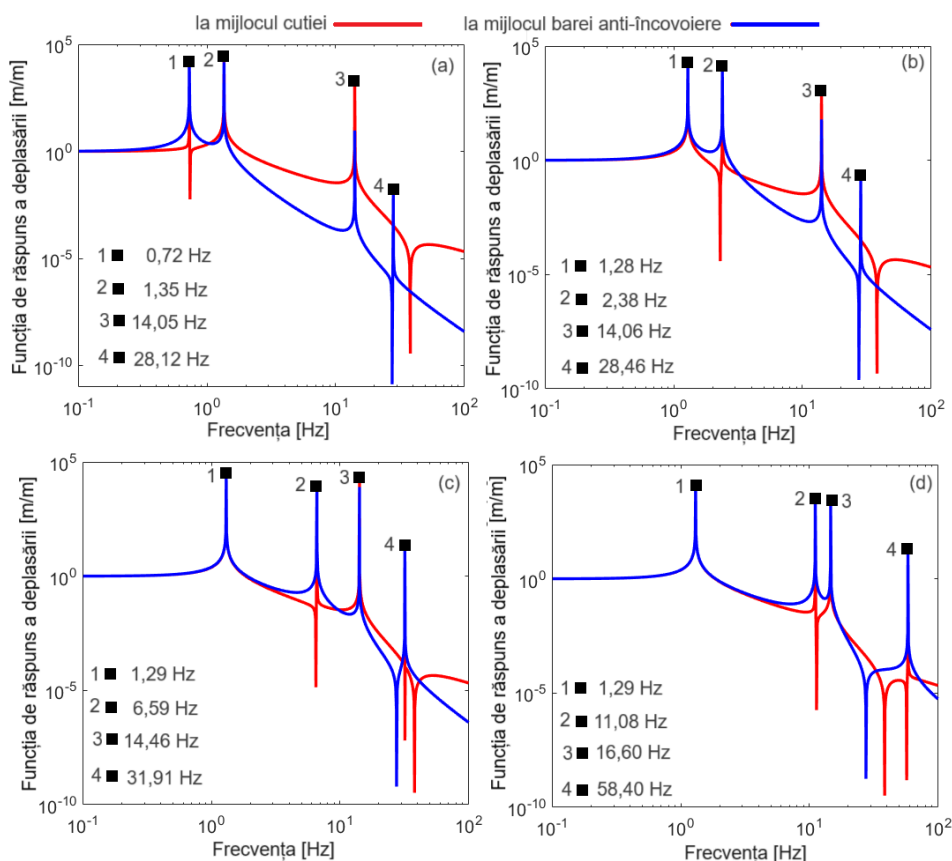 la mijlocul cutiei la mijlocul barei anti-încovoiere
Funcția de răspuns a deplasării [m/m]
10^5
10^0
10^-5
10^-10
1
2
3
4
(a)
1 0,72 Hz
2 1,35 Hz
3 14,05 Hz
4 28,12 Hz
10^-1 10^0 10^1 10^2
Frecvența [Hz]
Funcția de răspuns a deplasării [m/m]
10^5
10^0
10^-5
10^-10
1
2
3
4
(b)
1 1,28 Hz
2 2,38 Hz
3 14,06 Hz
4 28,46 Hz
10^-1 10^0 10^1 10^2
Frecvența [Hz]
Funcția de răspuns a deplasării [m/m]
10^5
10^0
10^-5
10^-10
1
2
3
4
(c)
1 1,29 Hz
2 6,59 Hz
3 14,46 Hz
4 31,91 Hz
10^-1 10^0 10^1 10^2
Frecvența [Hz]
Funcția de răspuns a deplasării [m/m]
10^5
10^0
10^-5
10^-10
1
2
3
4
(d)
1 1,29 Hz
2 11,08 Hz
3 16,60 Hz
4 58,40 Hz
10^-1 10^0 10^1 10^2
Frecvența [Hz]